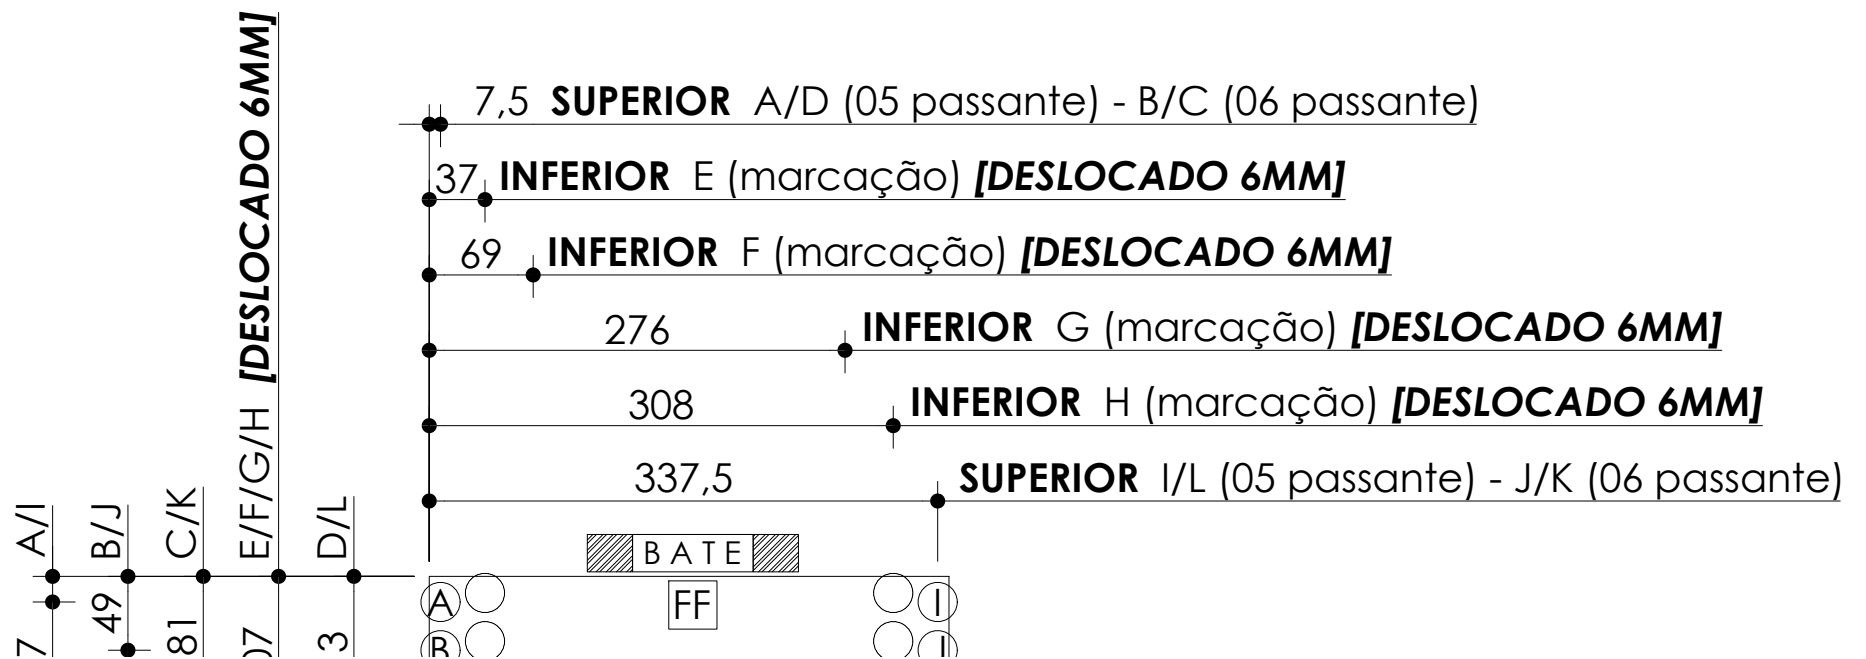 7,5 SUPERIOR A/D (05 passante) - B/C (06 passante)
37 INFERIOR E (marcação) [DESLOCADO 6MM]
69 INFERIOR F (marcação) [DESLOCADO 6MM]
276 INFERIOR G (marcação) [DESLOCADO 6MM]
308 INFERIOR H (marcação) [DESLOCADO 6MM]
337,5 SUPERIOR I/L (05 passante) - J/K (06 passante)
A/I
B/J
C/K
E/F/G/H [DESLOCADO 6MM]
D/L
BATE
FF
A
I
B
J
49